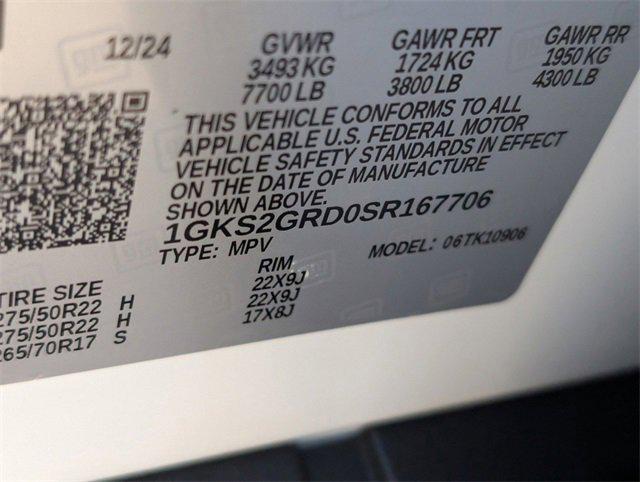 12/24 GVWR GAWR FRT GAWR RR
3493 KG 1724 KG 1950 KG
7700 LB 3800 LB 4300 LB
THIS VEHICLE CONFORMS TO ALL
APPLICABLE U.S. FEDERAL MOTOR
VEHICLE SAFETY STANDARDS IN EFFECT
ON THE DATE OF MANUFACTURE
SHOWN ABOVE.
1GKS2GRD0SR167706
TYPE: MPV MODEL: 06TK10906
TIRE SIZE RIM
275/50R22 H 22X9J
275/50R22 H 22X9J
265/70R17 S 17X8J